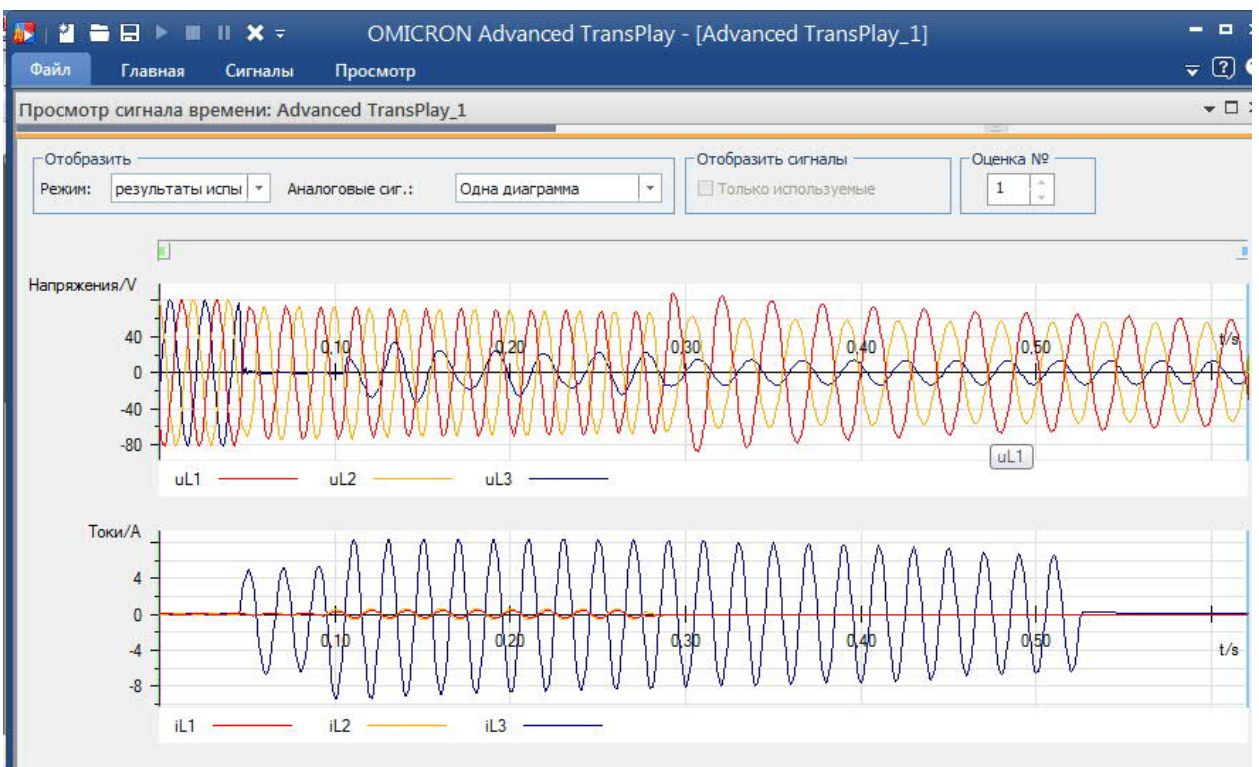 OMICRON Advanced TransPlay - [Advanced TransPlay_1]
Файл Главная Сигналы Просмотр
Просмотр сигнала времени: Advanced TransPlay_1
Отобразить Отобразить сигналы Оценка №
Режим: результаты испы Аналоговые сиг.: Одна диаграмма Только используемые 1
Напряжения/V
40
0,10 0,20 0,30 0,40 0,50 t/s
0
-40
-80
uL1
uL1 uL2 uL3
Токи/A
4
0
0,10 0,20 0,30 0,40 0,50
-4 t/s
-8
iL1 iL2 iL3